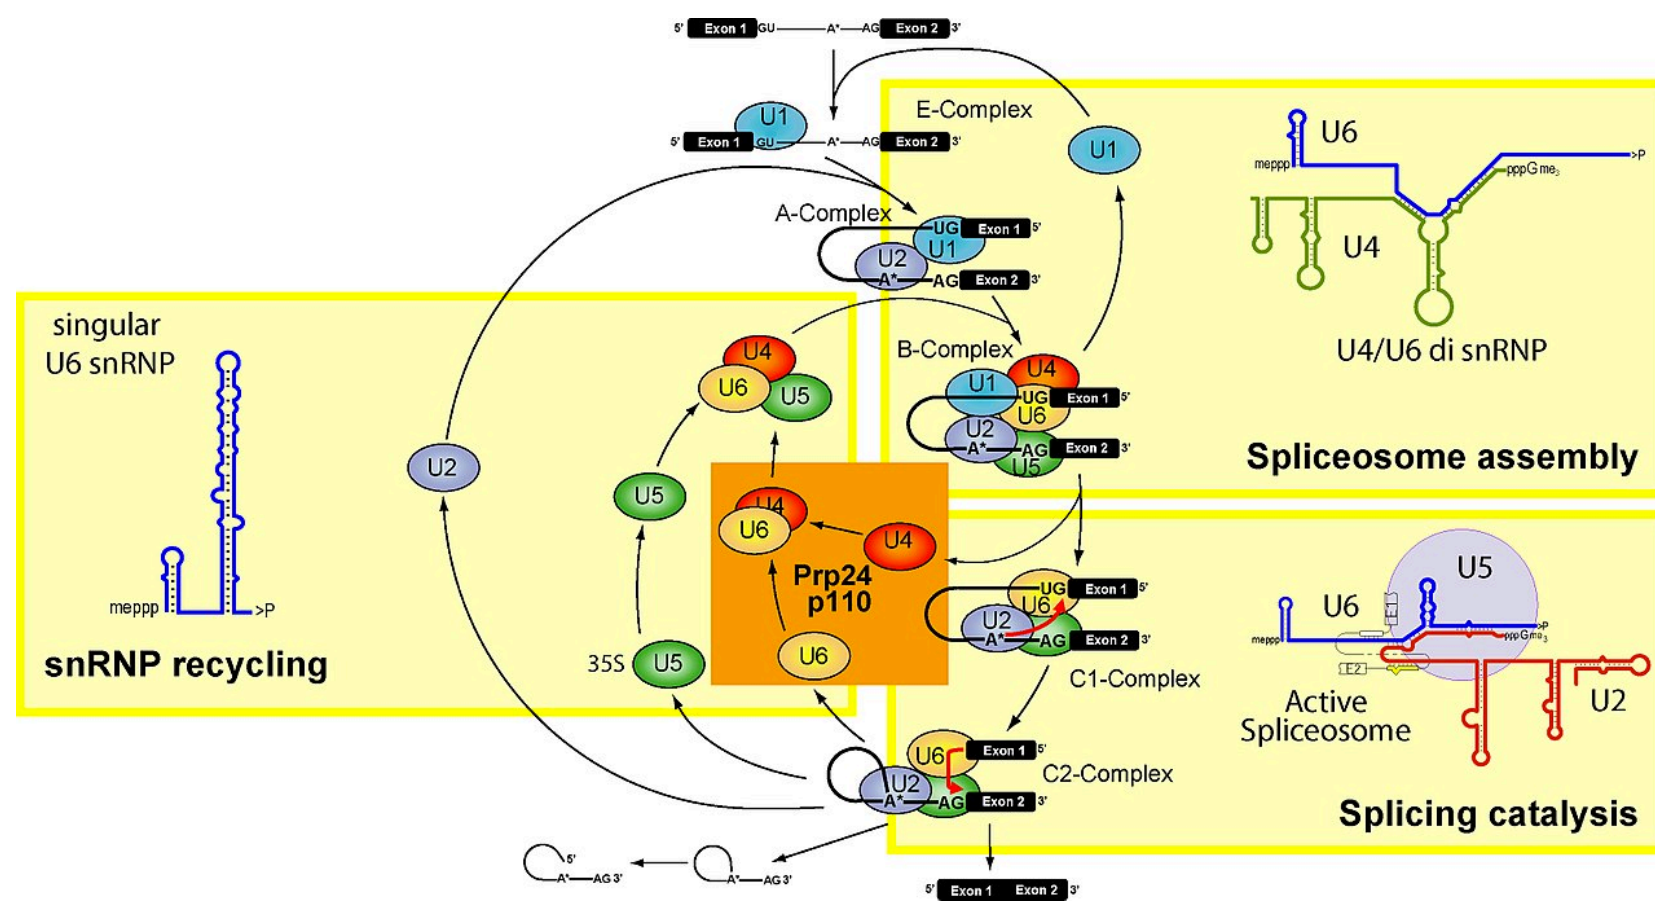 5' Exon 1 GU A* AG Exon 2 3'
U1
5' Exon 1 GU A* AG Exon 2 3'
E-Complex
U1
A-Complex
UG Exon 1 5'
U1
U2
A* AG Exon 2 3'
B-Complex
U4
U1
UG Exon 1 5'
U6
U2
A* AG Exon 2 3'
U5
U6
meppp
>P
pppGme3
U4
U4/U6 di snRNP
Spliceosome assembly
singular
U6 snRNP
meppp >P
snRNP recycling
U2
U4
U6
U5
U5
35S U5
U4
U6
U4
Prp24
p110
U6
UG Exon 1 5'
U6
U2
A* AG Exon 2 3'
C1-Complex
U6 Exon 1 5'
U2
A* AG Exon 2 3'
C2-Complex
U5
U6
E1
meppp
>P
pppGme3
E2
Active
Spliceosome
U2
Splicing catalysis
5'
A* AG 3'
A* AG 3'
5' Exon 1 Exon 2 3'